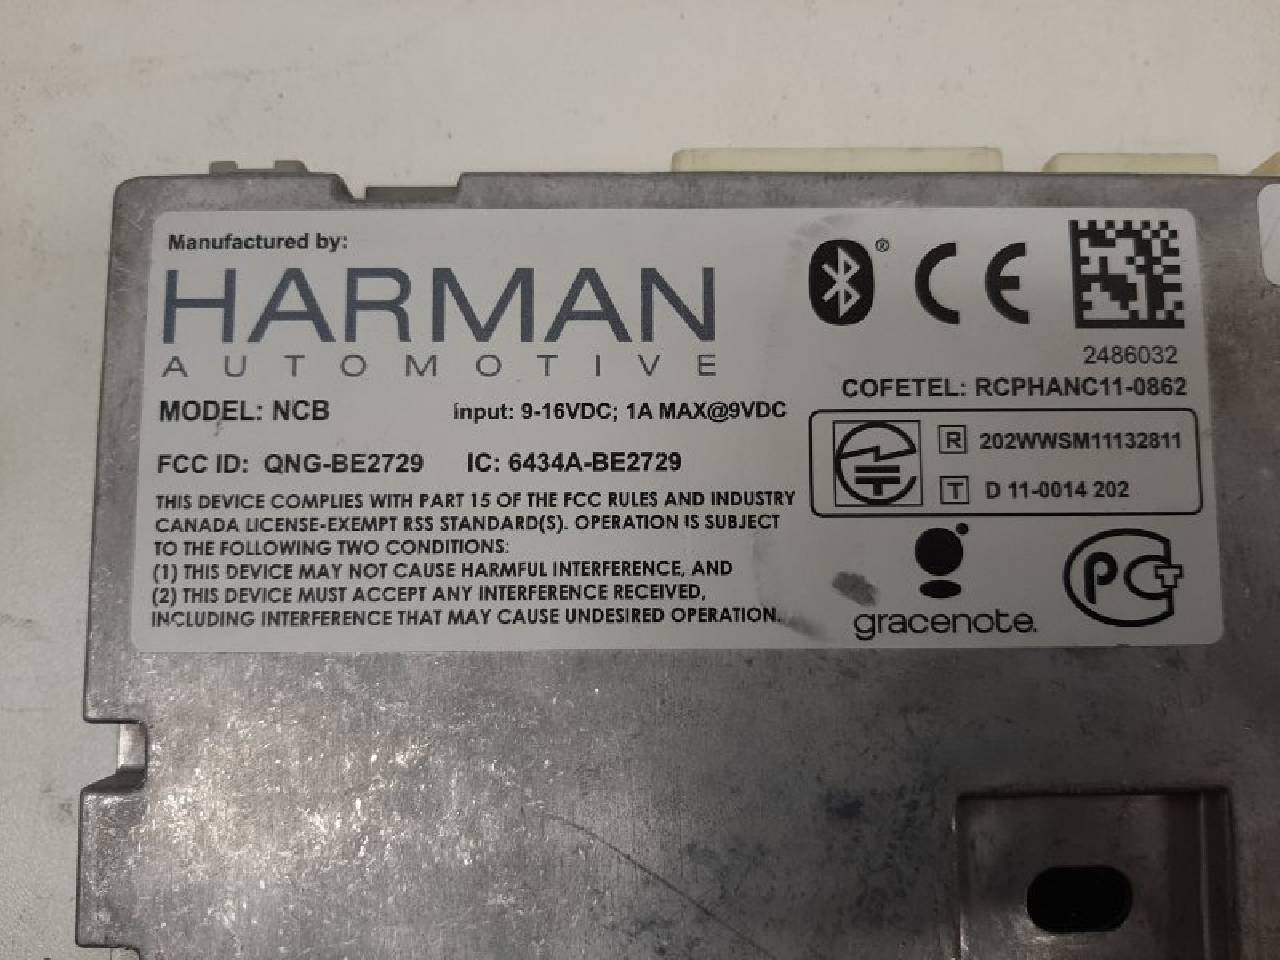 Manufactured by:
HARMAN
AUTOMOTIVE
MODEL: NCB
input: 9-16VDC; 1A MAX@9VDC
FCC ID: QNG-BE2729
IC: 6434A-BE2729
THIS DEVICE COMPLIES WITH PART 15 OF THE FCC RULES AND INDUSTRY
CANADA LICENSE-EXEMPT RSS STANDARD(S). OPERATION IS SUBJECT
TO THE FOLLOWING TWO CONDITIONS:
(1) THIS DEVICE MAY NOT CAUSE HARMFUL INTERFERENCE, AND
(2) THIS DEVICE MUST ACCEPT ANY INTERFERENCE RECEIVED,
INCLUDING INTERFERENCE THAT MAY CAUSE UNDESIRED OPERATION.
® CE
2486032
COFETEL: RCPHANC11-0862
R 202WWSM11132811
T D 11-0014 202
gracenote.
РСТ